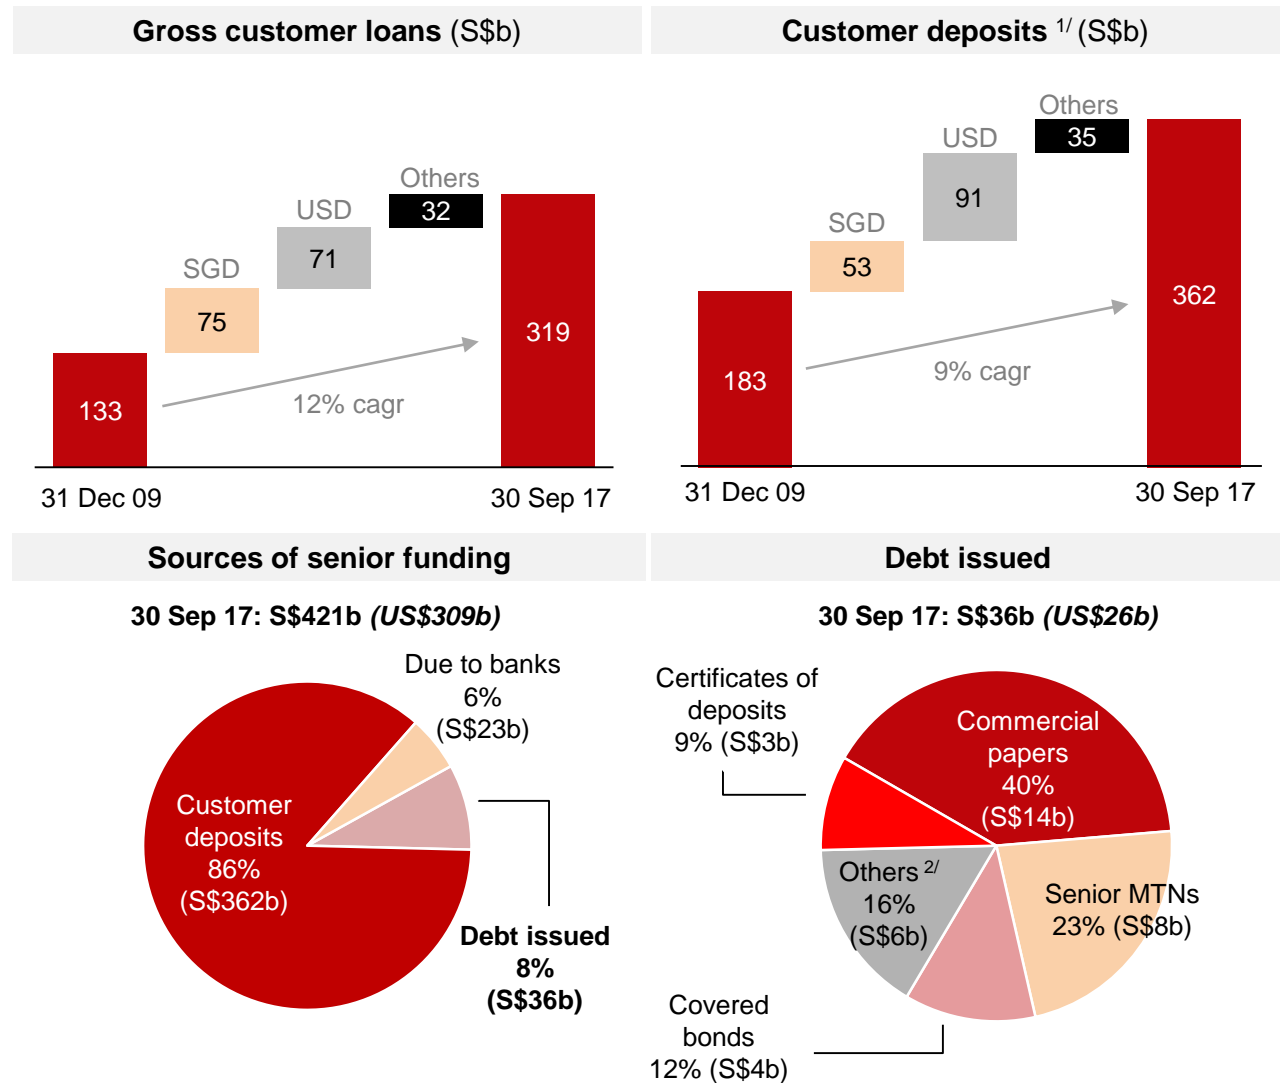 Gross customer loans (S$b)
Others
32
USD
71
SGD
75
319
133
12% cagr
31 Dec 09
30 Sep 17
Customer deposits 1/ (S$b)
Others
35
USD
91
SGD
53
362
183
9% cagr
31 Dec 09
30 Sep 17
Sources of senior funding
30 Sep 17: S$421b (US$309b)
Due to banks
6%
(S$23b)
Customer
deposits
86%
(S$362b)
Debt issued
8%
(S$36b)
Debt issued
30 Sep 17: S$36b (US$26b)
Certificates of
deposits
9% (S$3b)
Commercial
papers
40%
(S$14b)
Others 2/
16%
(S$6b)
Senior MTNs
23% (S$8b)
Covered
bonds
12% (S$4b)